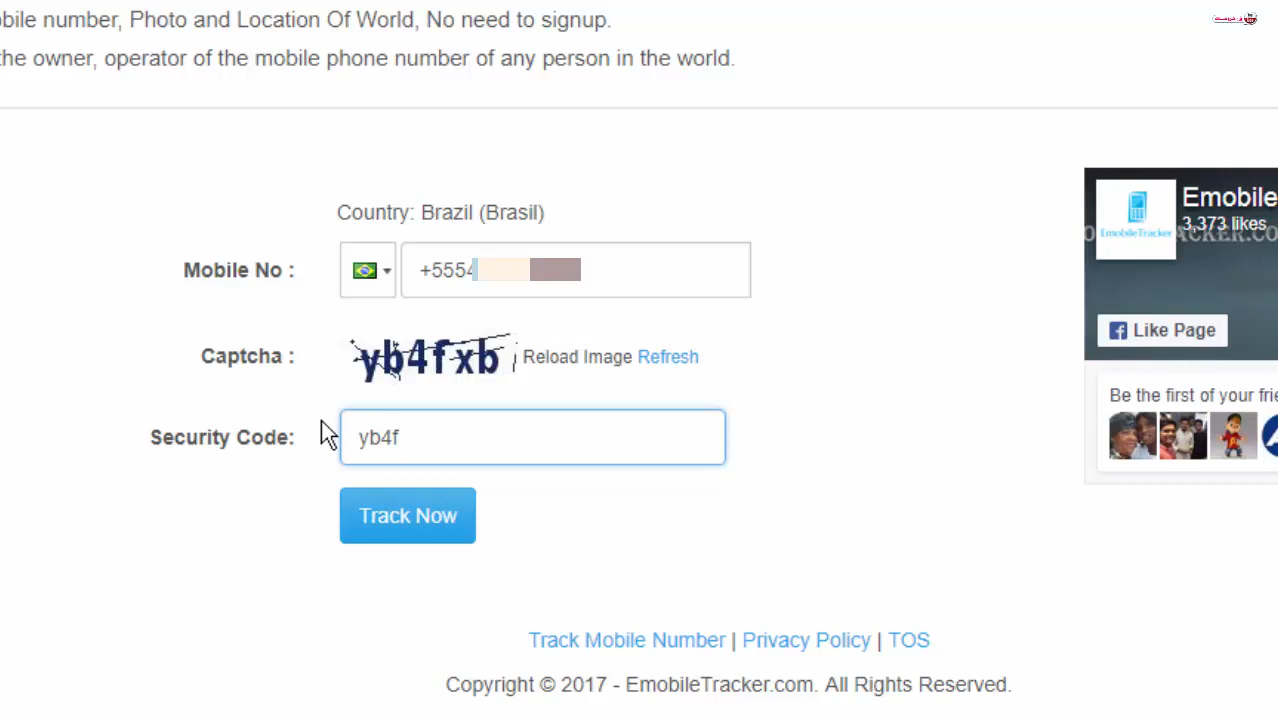 obile number, Photo and Location Of World, No need to signup.
the owner, operator of the mobile phone number of any person in the world.
Country: Brazil (Brasil)
Mobile No : +5554
Captcha : yb4fxb Reload Image Refresh
Security Code: yb4f
Track Now
Emobile
3,373 likes
EmobileTracker
TRACKER.CO
Like Page
Be the first of your frie
Track Mobile Number | Privacy Policy | TOS
Copyright © 2017 - EmobileTracker.com. All Rights Reserved.